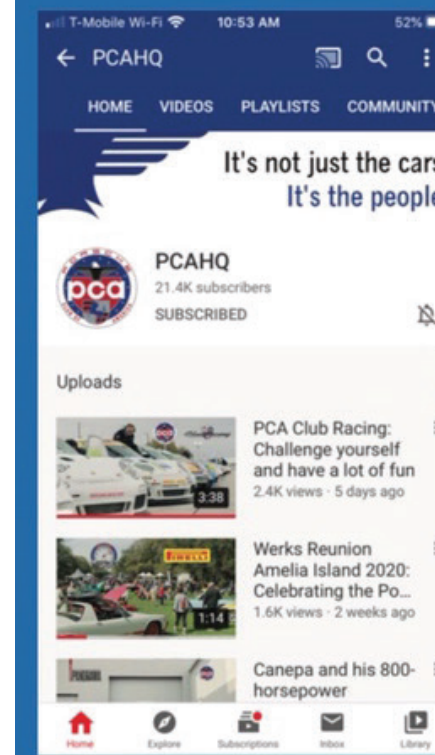 T-Mobile Wi-Fi 10:53 AM 52%
PCAHQ
HOME VIDEOS PLAYLISTS COMMUNITY
It's not just the cars
It's the people
pca
PCAHQ
21.4K subscribers
SUBSCRIBED
Uploads
PCA Club Racing:
Challenge yourself
and have a lot of fun
2.4K views · 5 days ago
3:38
Werks Reunion
Amelia Island 2020:
Celebrating the Po...
1.6K views · 2 weeks ago
PIRELLI
1:14
Canepa and his 800-
horsepower
Home Explore Subscriptions Inbox Library